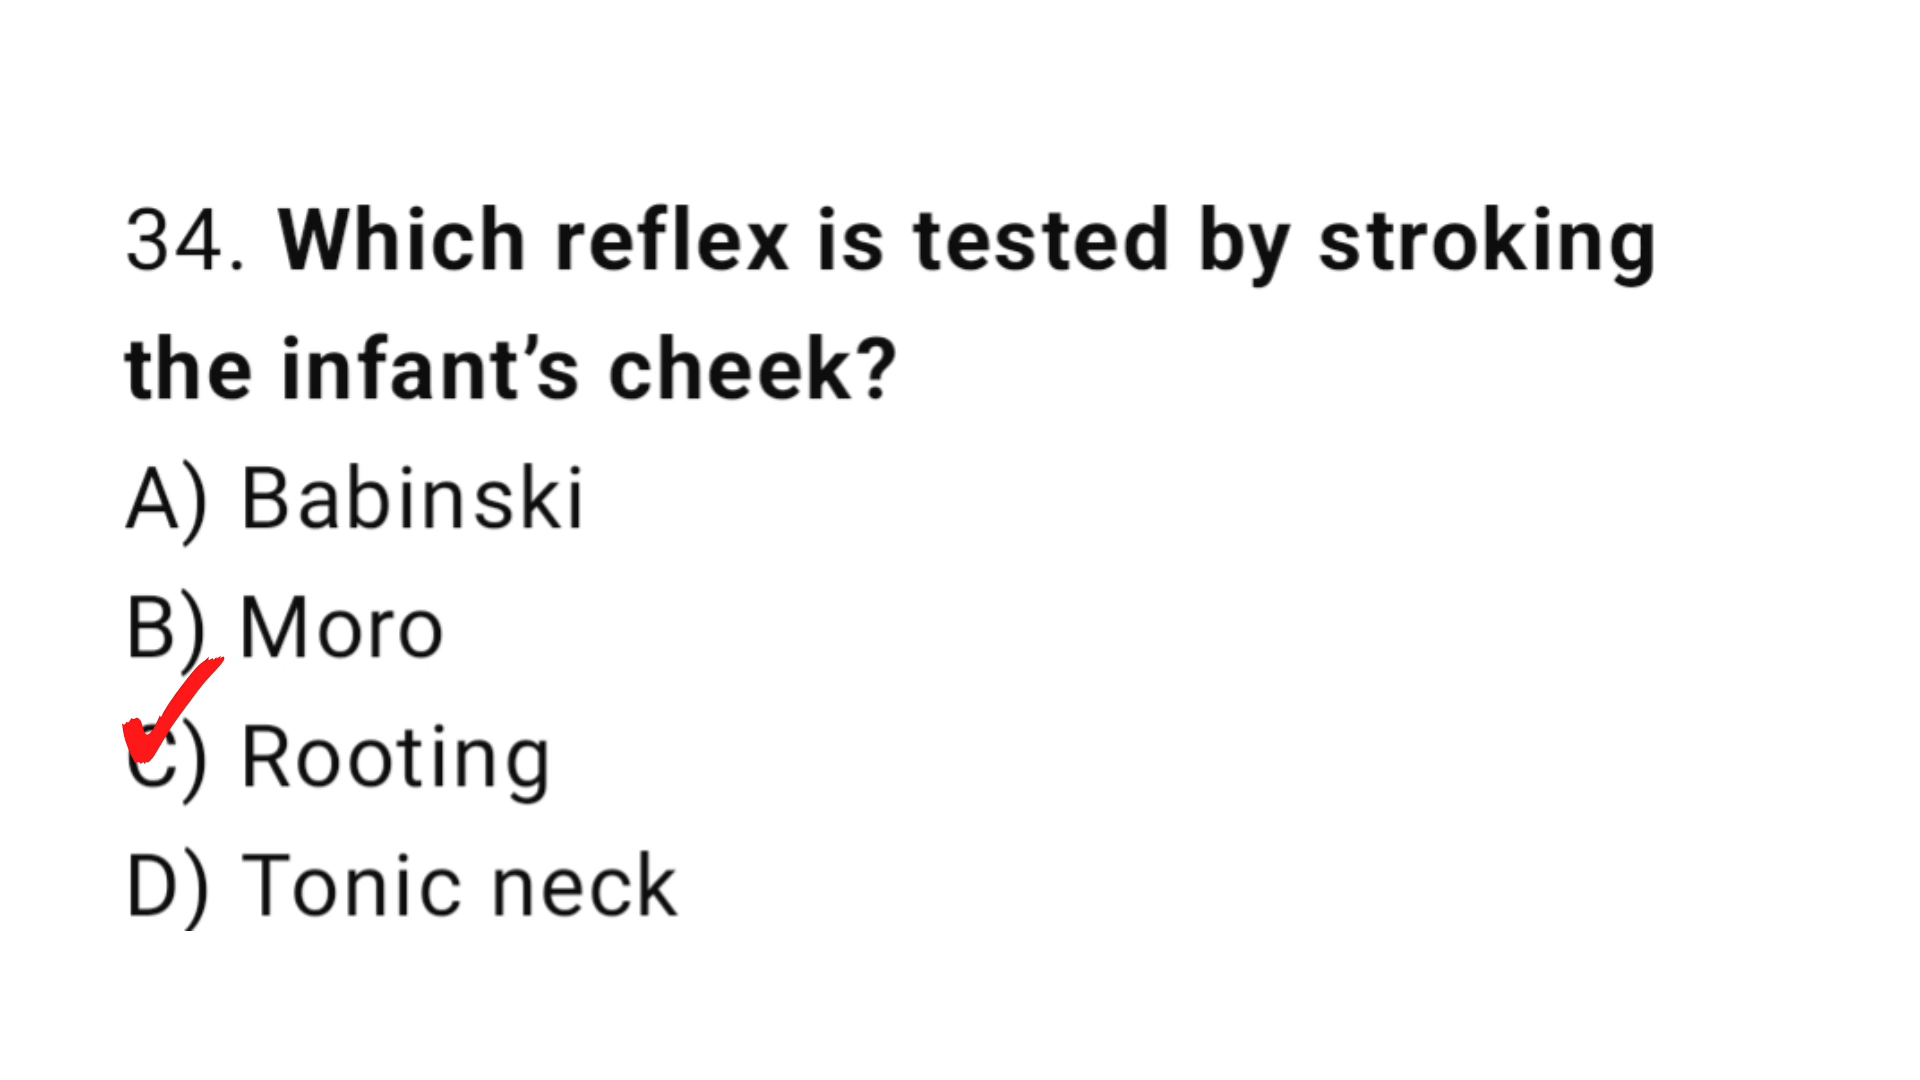 34. Which reflex is tested by stroking
the infant’s cheek?
A) Babinski
B) Moro
C) Rooting
D) Tonic neck